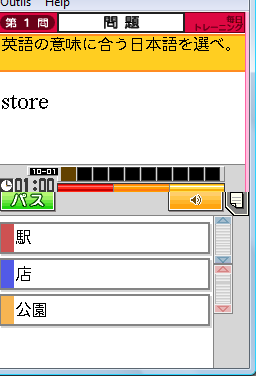 Outils Help
第1問 問題 毎日
トレーニング
英語の意味に合う日本語を選べ。
store
10-01
01:00
パス
駅
店
公園